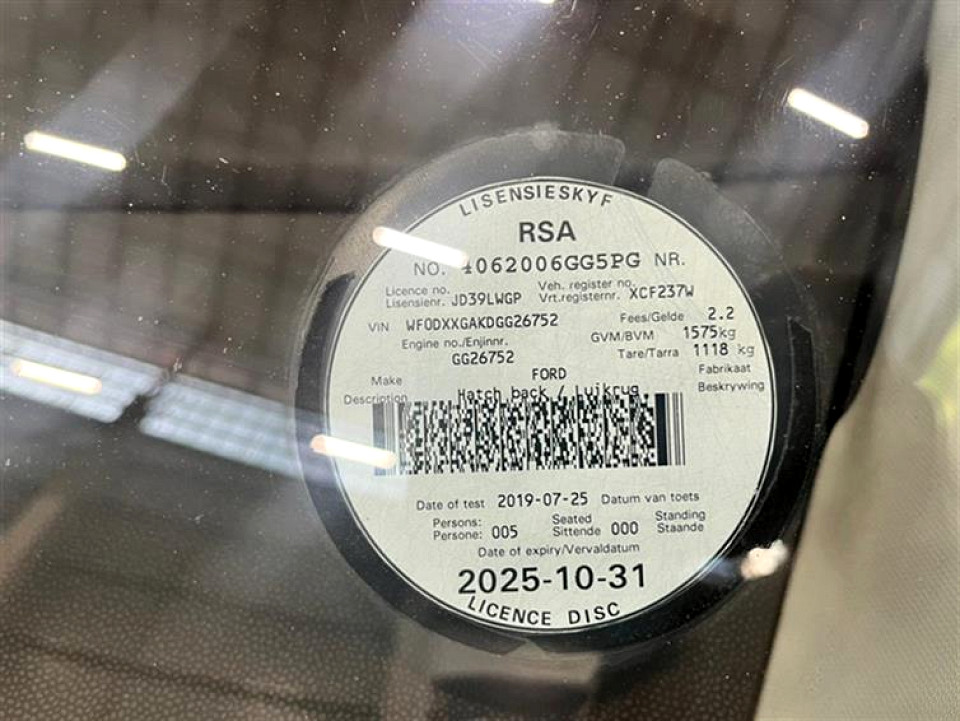 LISENSIESKYF
RSA
NO. 4062006GG5PG NR.
Licence no. Veh. register no.
Lisensienr. JD39LWGP Vrt.registernr. XCF237W
VIN WF0DXXGAKDGG26752 Fees/Gelde 2.2
Engine no./Enjinnr. GVM/BVM 1575kg
GG26752 Tare/Tarra 1118 kg
FORD Fabrikaat
Make
Description Hatch back / Luikrug Beskrywing
Date of test 2019-07-25 Datum van toets
Persons: Seated Standing
Persone: 005 Sittende 000 Staande
Date of expiry/Vervaldatum
2025-10-31
LICENCE DISC